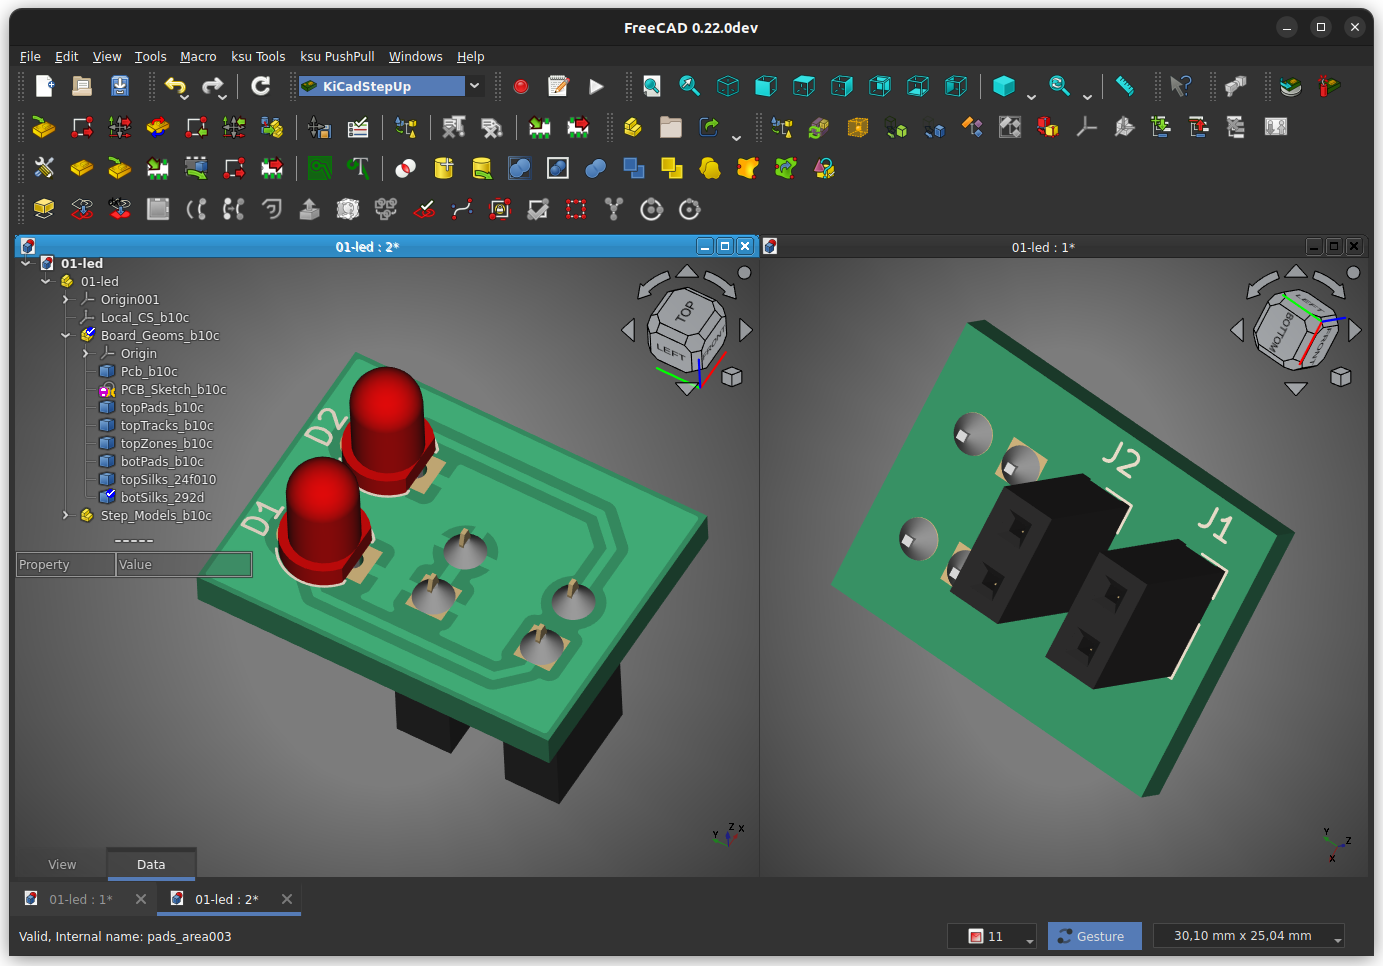 FreeCAD 0.22.0dev
File Edit View Tools Macro ksu Tools ksu PushPull Windows Help
KiCadStepUp
01-led : 2*
01-led : 1*
01-led
01-led
Origin001
Local_CS_b10c
Board_Geoms_b10c
Origin
Pcb_b10c
PCB_Sketch_b10c
topPads_b10c
topTracks_b10c
topZones_b10c
botPads_b10c
topSilks_24f010
botSilks_292d
Step_Models_b10c
Property Value
TOP
LEFT
FRONT
D2
D1
Z X
Y
LEFT
BOTTOM
FRONT
J2
J1
Y
Z
X
View Data
01-led : 1* 01-led : 2*
Valid, Internal name: pads_area003
11 Gesture 30,10 mm x 25,04 mm